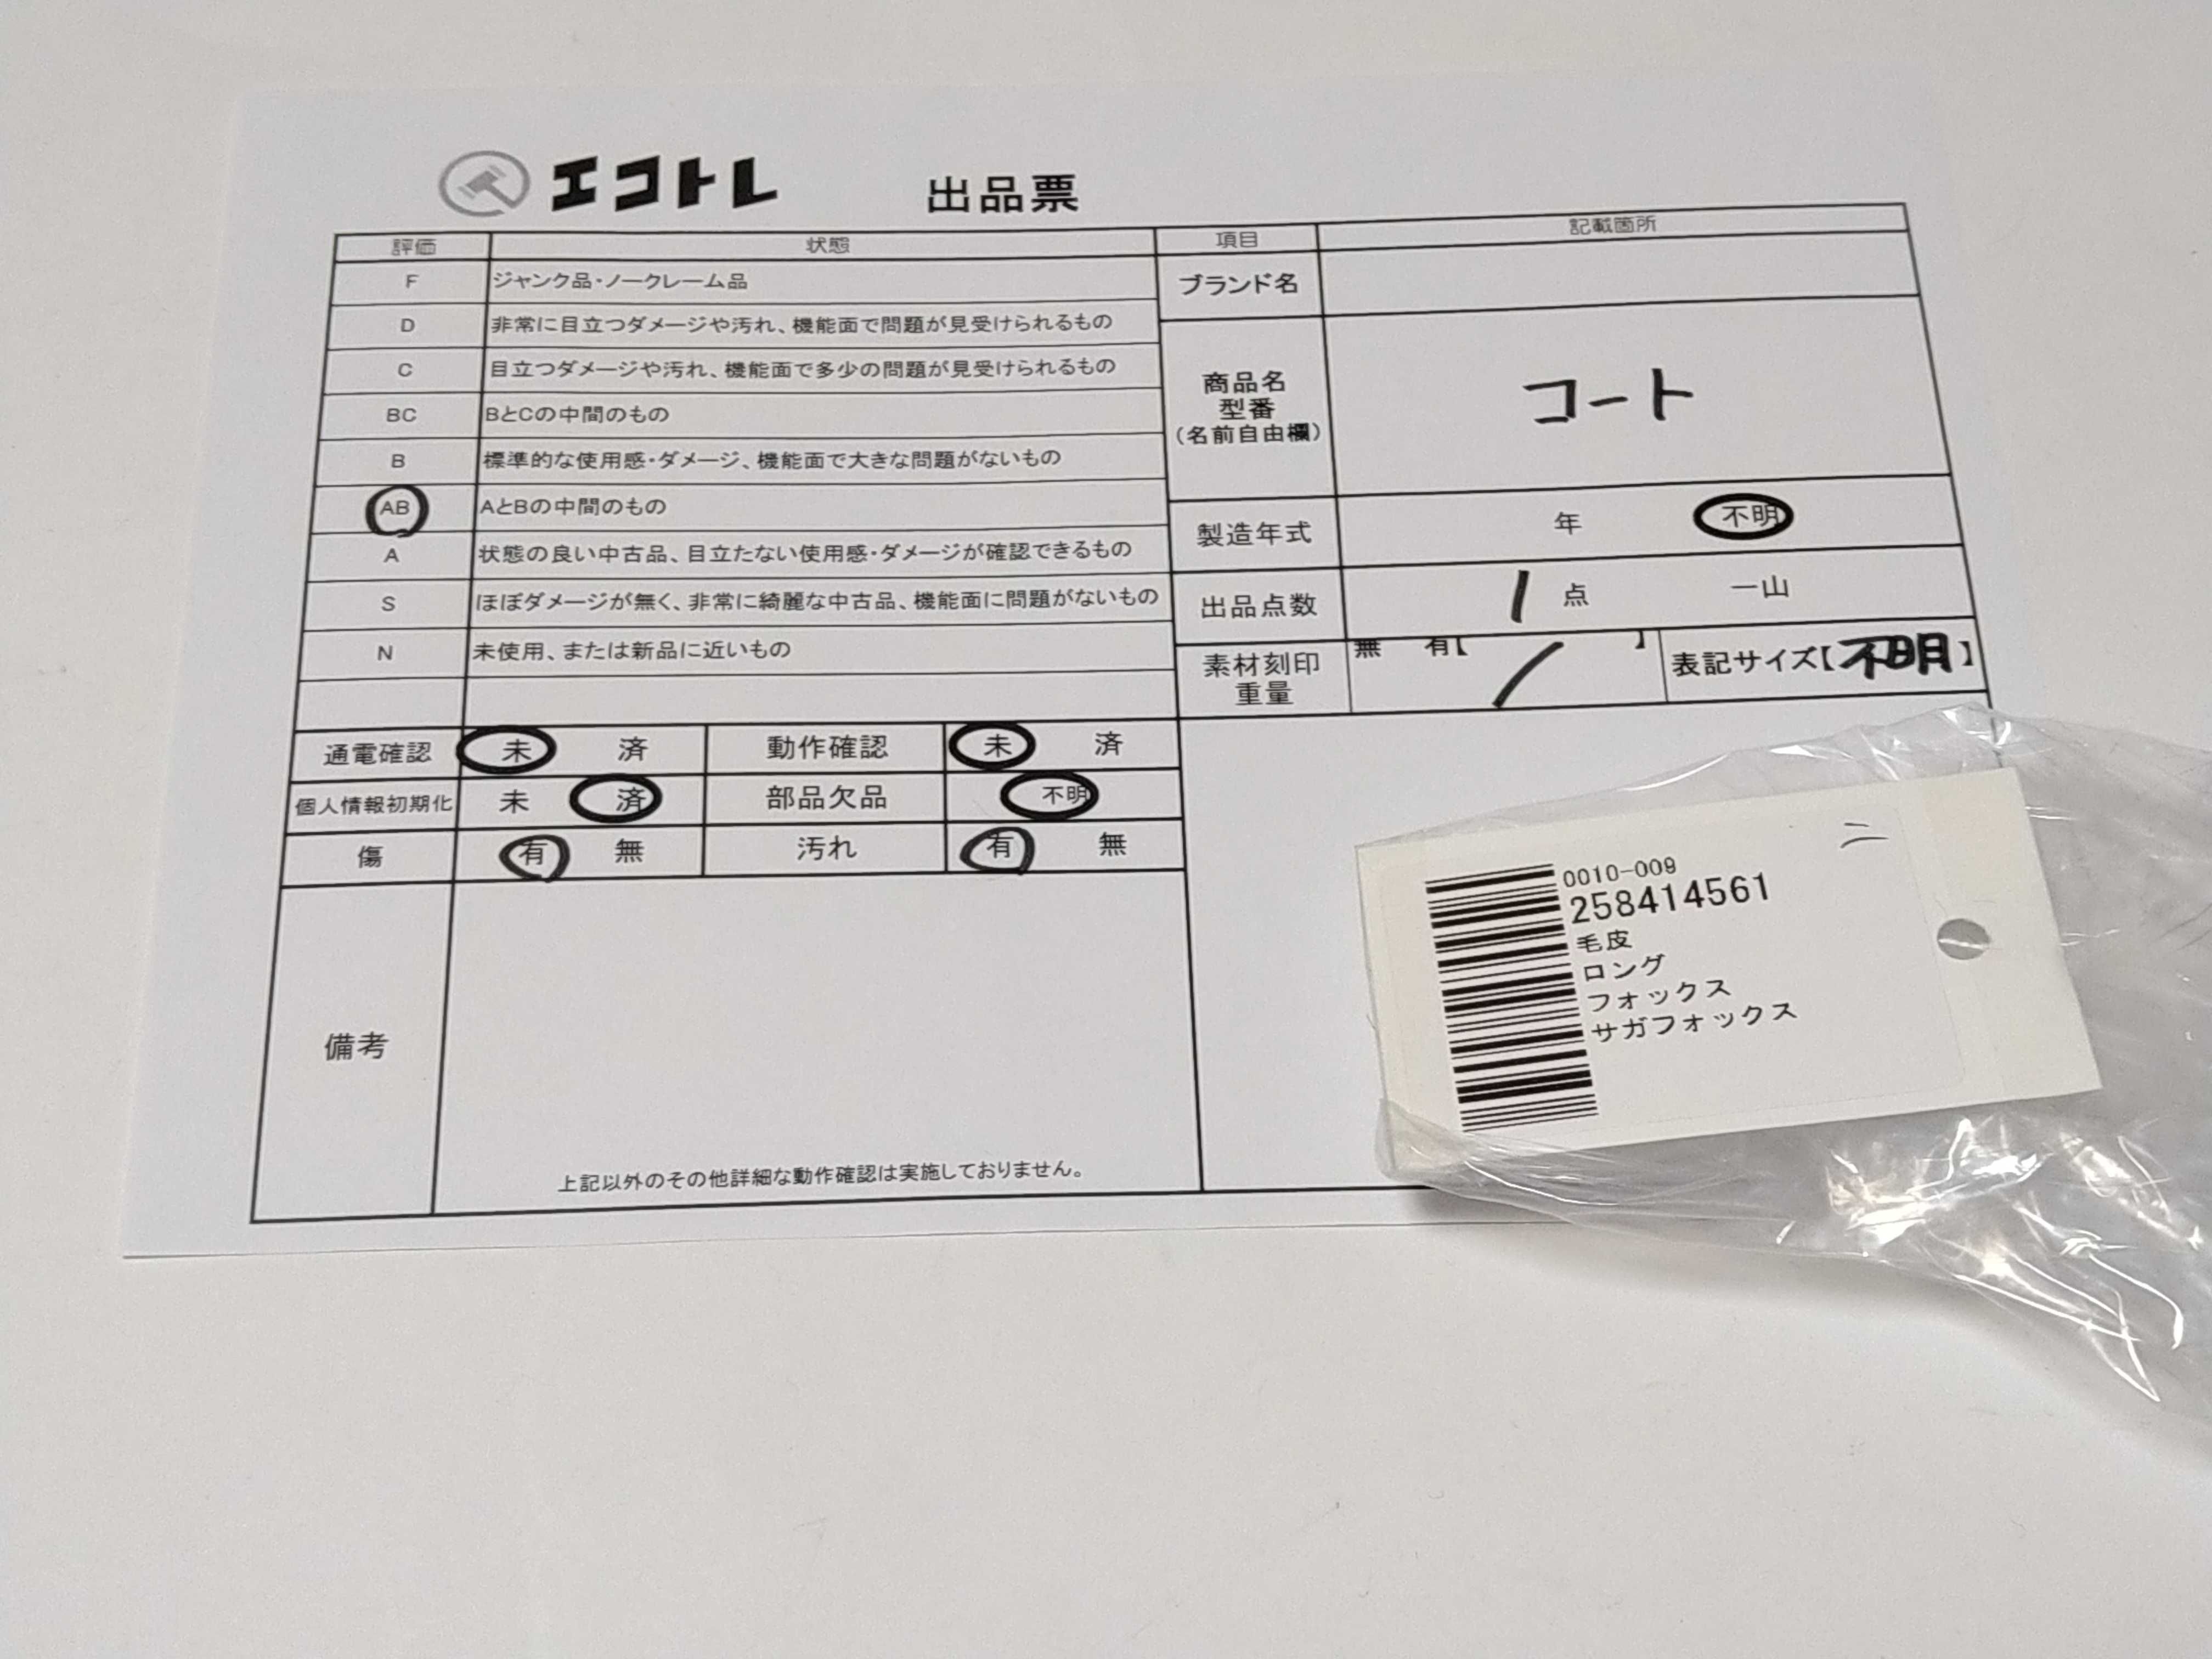 エコトレ 出品票
評価 状態 項目 記載箇所
F ジャンク品・ノークレーム品
ブランド名
D 非常に目立つダメージや汚れ、機能面で問題が見受けられるもの
C 目立つダメージや汚れ、機能面で多少の問題が見受けられるもの
商品名
型番
(名前自由欄)
コート
BC BとCの中間のもの
B 標準的な使用感・ダメージ、機能面で大きな問題がないもの
AB AとBの中間のもの
製造年式 年 不明
A 状態の良い中古品、目立たない使用感・ダメージが確認できるもの
S ほぼダメージが無く、非常に綺麗な中古品、機能面に問題がないもの
出品点数 1 点 一山
N 未使用、または新品に近いもの
素材刻印
重量
無 有【 / 】 表記サイズ【不明】
通電確認 未 済 動作確認 未 済
個人情報初期化 未 済 部品欠品 不明
傷 有 無 汚れ 有 無
備考
上記以外のその他詳細な動作確認は実施しておりません。
0010-009
258414561
毛皮
ロング
フォックス
サガフォックス